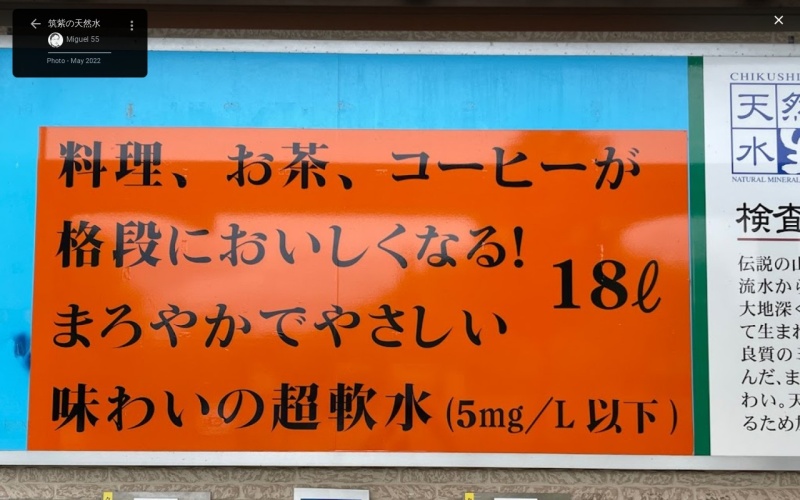 筑紫の天然水
Miguel 55
Photo - May 2022
料理、お茶、コーヒーが
格段においしくなる!
まろやかでやさしい
味わいの超軟水(5mg/L以下)
18ℓ
CHIKUSHI
天然
水
NATURAL MINERAL
検査
伝説の山
流水から
大地深く
て生まれ
良質の
んだ、ま
わい。天
るため